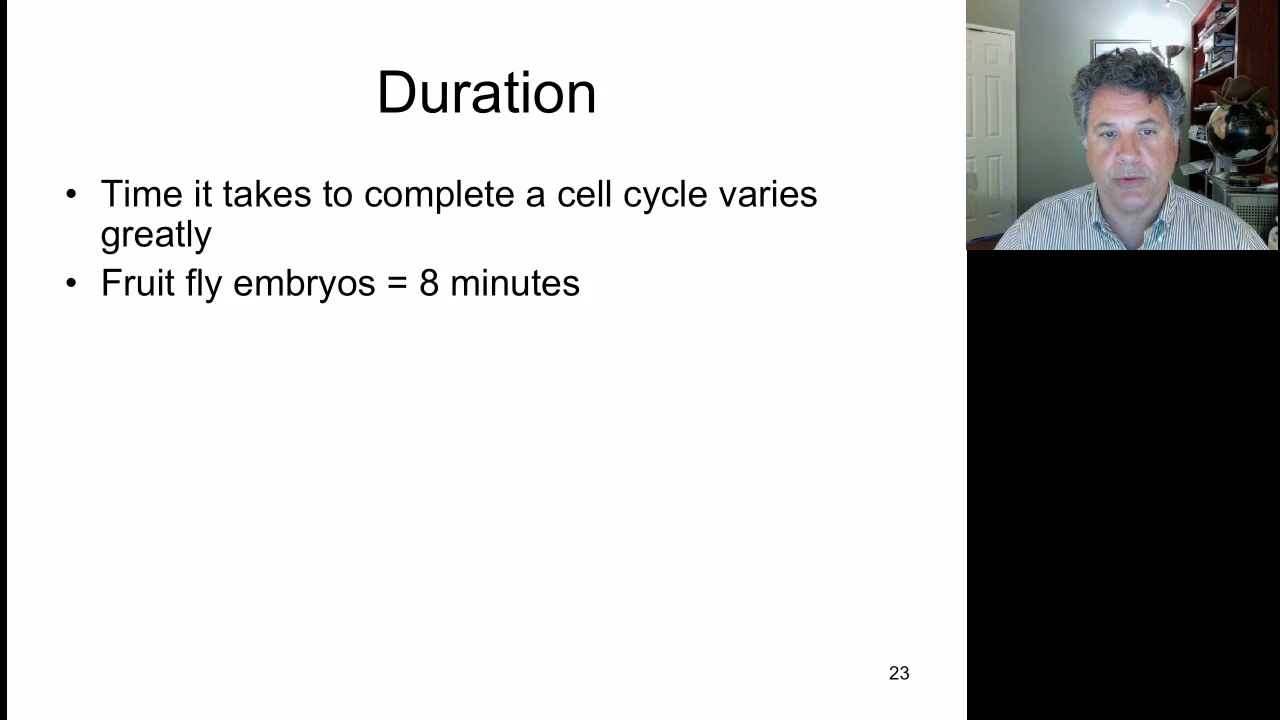 Duration
• Time it takes to complete a cell cycle varies
greatly
• Fruit fly embryos = 8 minutes
23